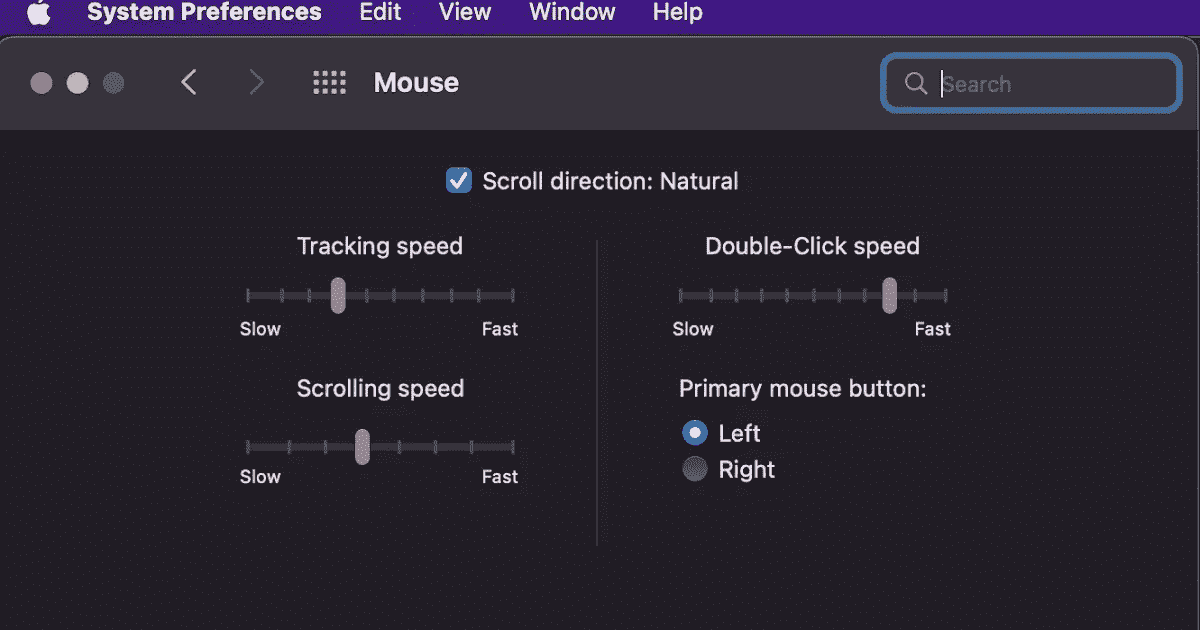 System Preferences Edit View Window Help
Mouse
Search
Scroll direction: Natural
Tracking speed
Slow Fast
Double-Click speed
Slow Fast
Scrolling speed
Slow Fast
Primary mouse button:
Left
Right